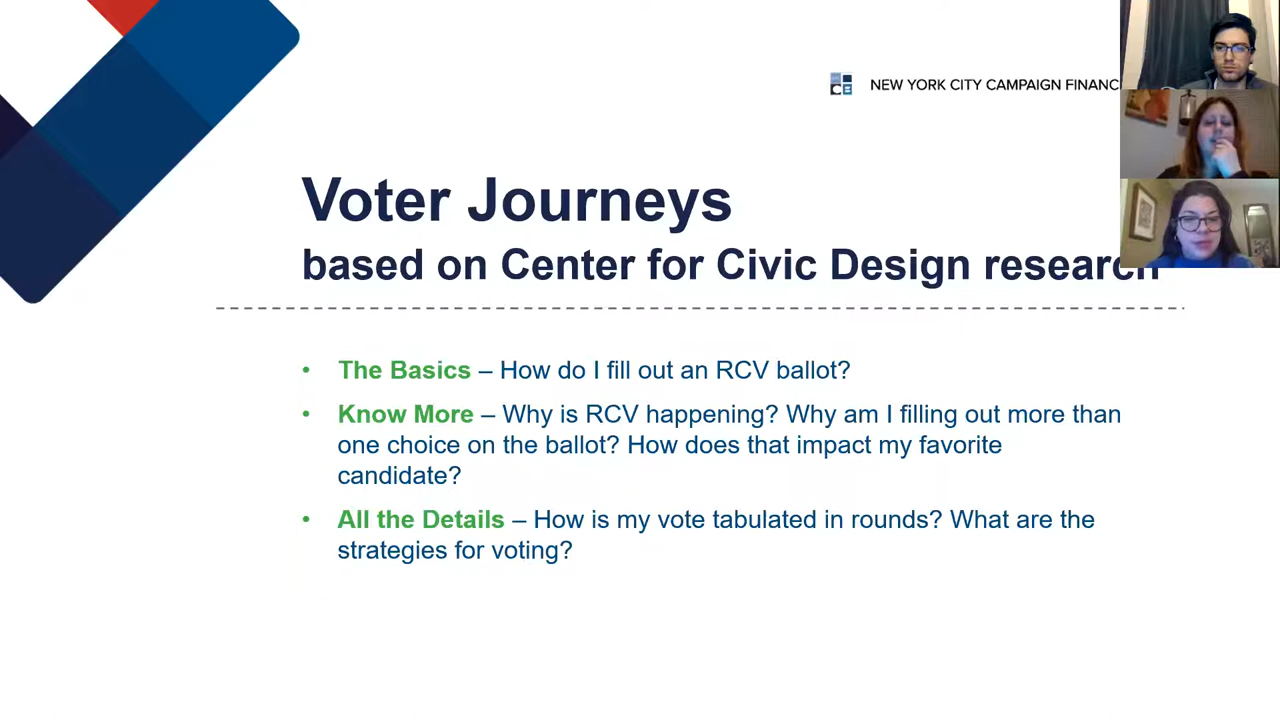 NEW YORK CITY CAMPAIGN
Voter Journeys
based on Center for Civic Design research
• The Basics – How do I fill out an RCV ballot?
• Know More – Why is RCV happening? Why am I filling out more than
one choice on the ballot? How does that impact my favorite
candidate?
• All the Details – How is my vote tabulated in rounds? What are the
strategies for voting?